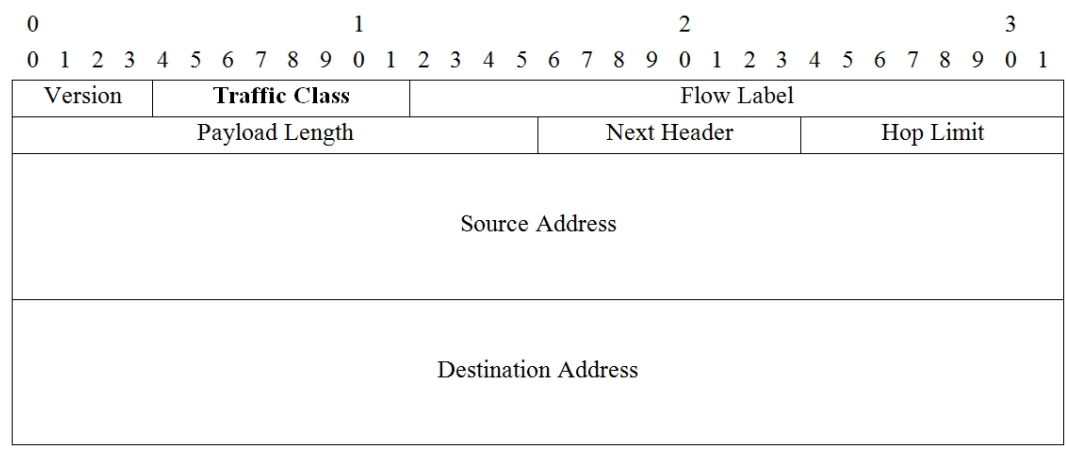 0 1 2 3
0 1 2 3 4 5 6 7 8 9 0 1 2 3 4 5 6 7 8 9 0 1 2 3 4 5 6 7 8 9 0 1
Version Traffic Class Flow Label
Payload Length Next Header Hop Limit
Source Address
Destination Address